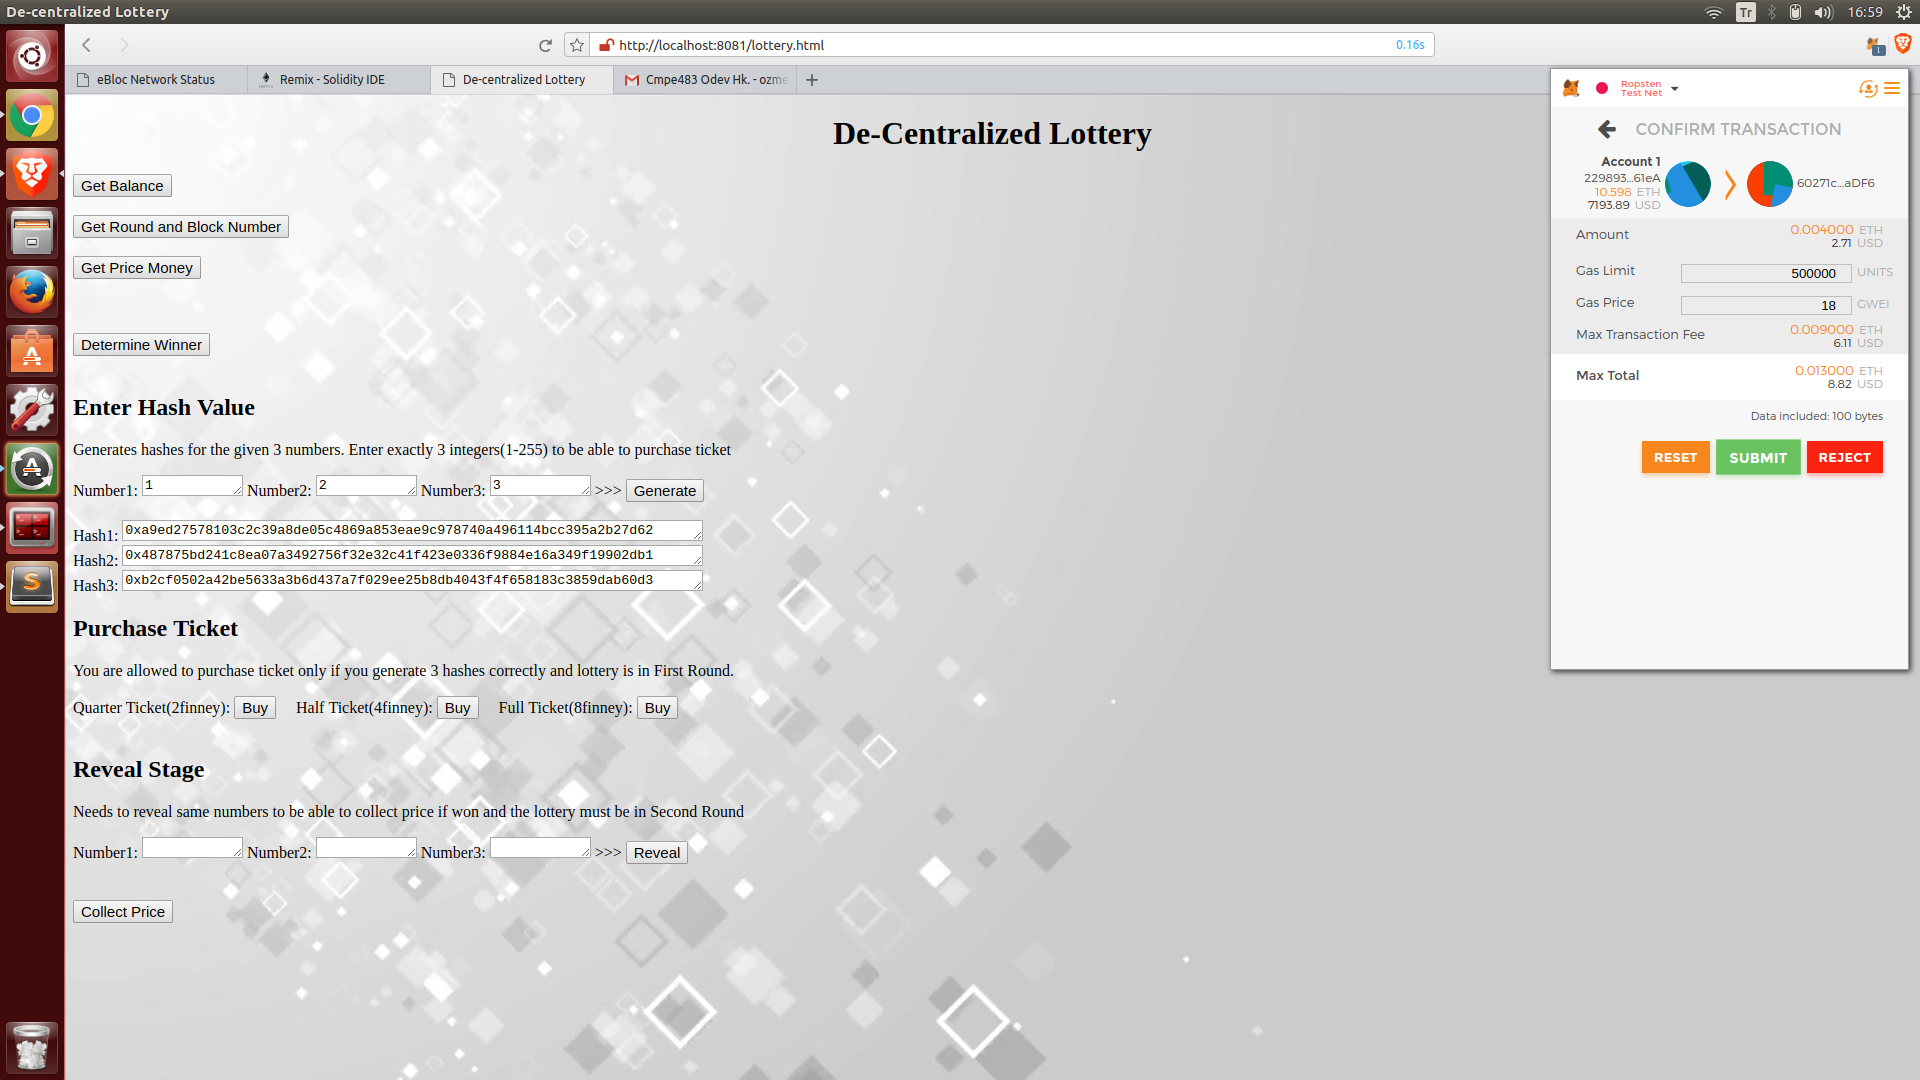 De-centralized Lottery
Tr
16:59
http://localhost:8081/lottery.html
0.16s
1
eBloc Network Status
Remix - Solidity IDE
De-centralized Lottery
Cmpe483 Odev Hk. - ozme
De-Centralized Lottery
Get Balance
Get Round and Block Number
Get Price Money
Determine Winner
Enter Hash Value
Generates hashes for the given 3 numbers. Enter exactly 3 integers(1-255) to be able to purchase ticket
Number1: 1 Number2: 2 Number3: 3 >>> Generate
Hash1: 0xa9ed27578103c2c39a8de05c4869a853eae9c978740a496114bcc395a2b27d62
Hash2: 0x487875bd241c8ea07a3492756f32e32c41f423e0336f9884e16a349f19902db1
Hash3: 0xb2cf0502a42be5633a3b6d437a7f029ee25b8db4043f4f658183c3859dab60d3
Purchase Ticket
You are allowed to purchase ticket only if you generate 3 hashes correctly and lottery is in First Round.
Quarter Ticket(2finney): Buy Half Ticket(4finney): Buy Full Ticket(8finney): Buy
Reveal Stage
Needs to reveal same numbers to be able to collect price if won and the lottery must be in Second Round
Number1: Number2: Number3: >>> Reveal
Collect Price
Ropsten
Test Net
CONFIRM TRANSACTION
Account 1
229893...61eA
10.598 ETH
7193.89 USD
60271c...aDF6
Amount 0.004000 ETH
2.71 USD
Gas Limit 500000 UNITS
Gas Price 18 GWEI
Max Transaction Fee 0.009000 ETH
6.11 USD
Max Total 0.013000 ETH
8.82 USD
Data included: 100 bytes
RESET SUBMIT REJECT